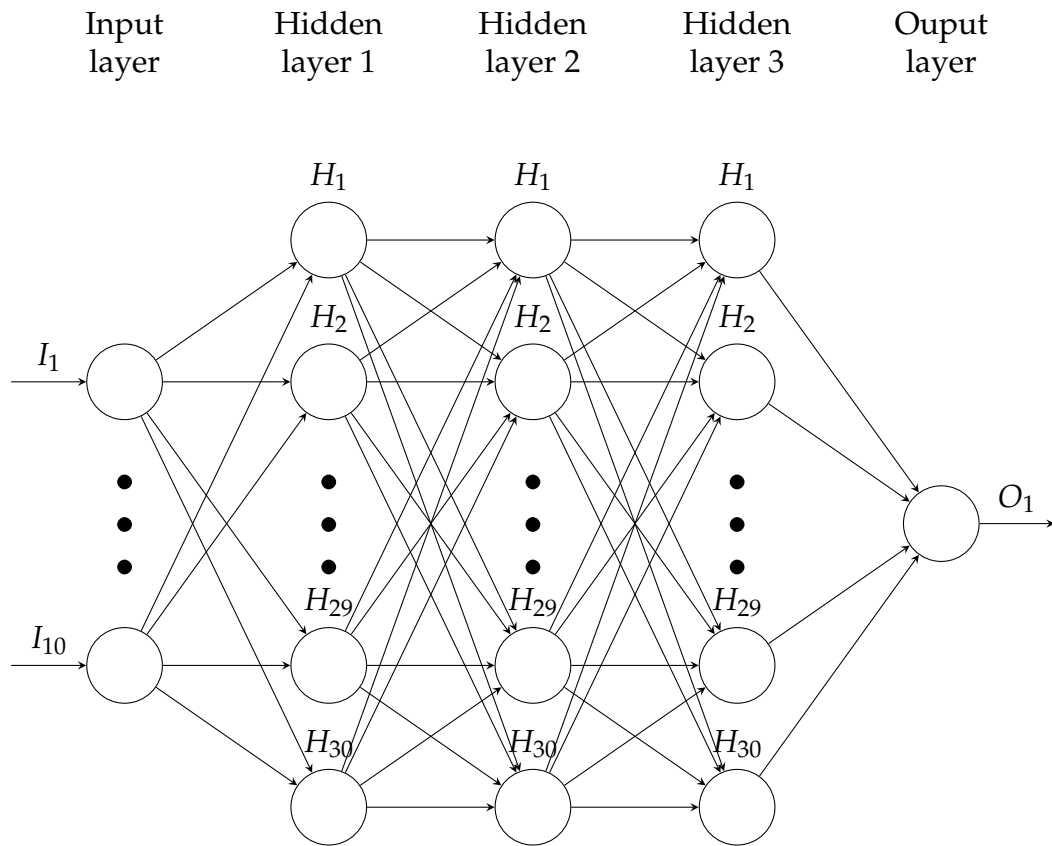 Input
layer
Hidden
layer 1
Hidden
layer 2
Hidden
layer 3
Ouput
layer
H1 H1 H1
H2 H2 H2
I1
O1
H29 H29 H29
I10
H30 H30 H30